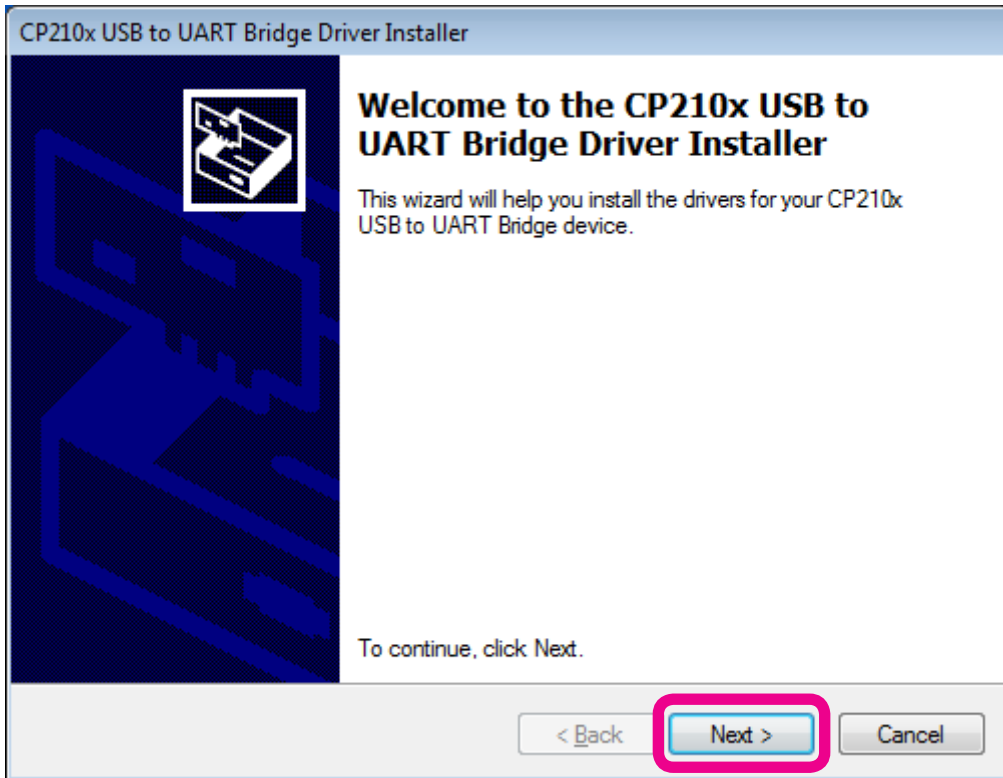 CP210x USB to UART Bridge Driver Installer
Welcome to the CP210x USB to
UART Bridge Driver Installer
This wizard will help you install the drivers for your CP210x
USB to UART Bridge device.
To continue, click Next.
< Back
Next >
Cancel